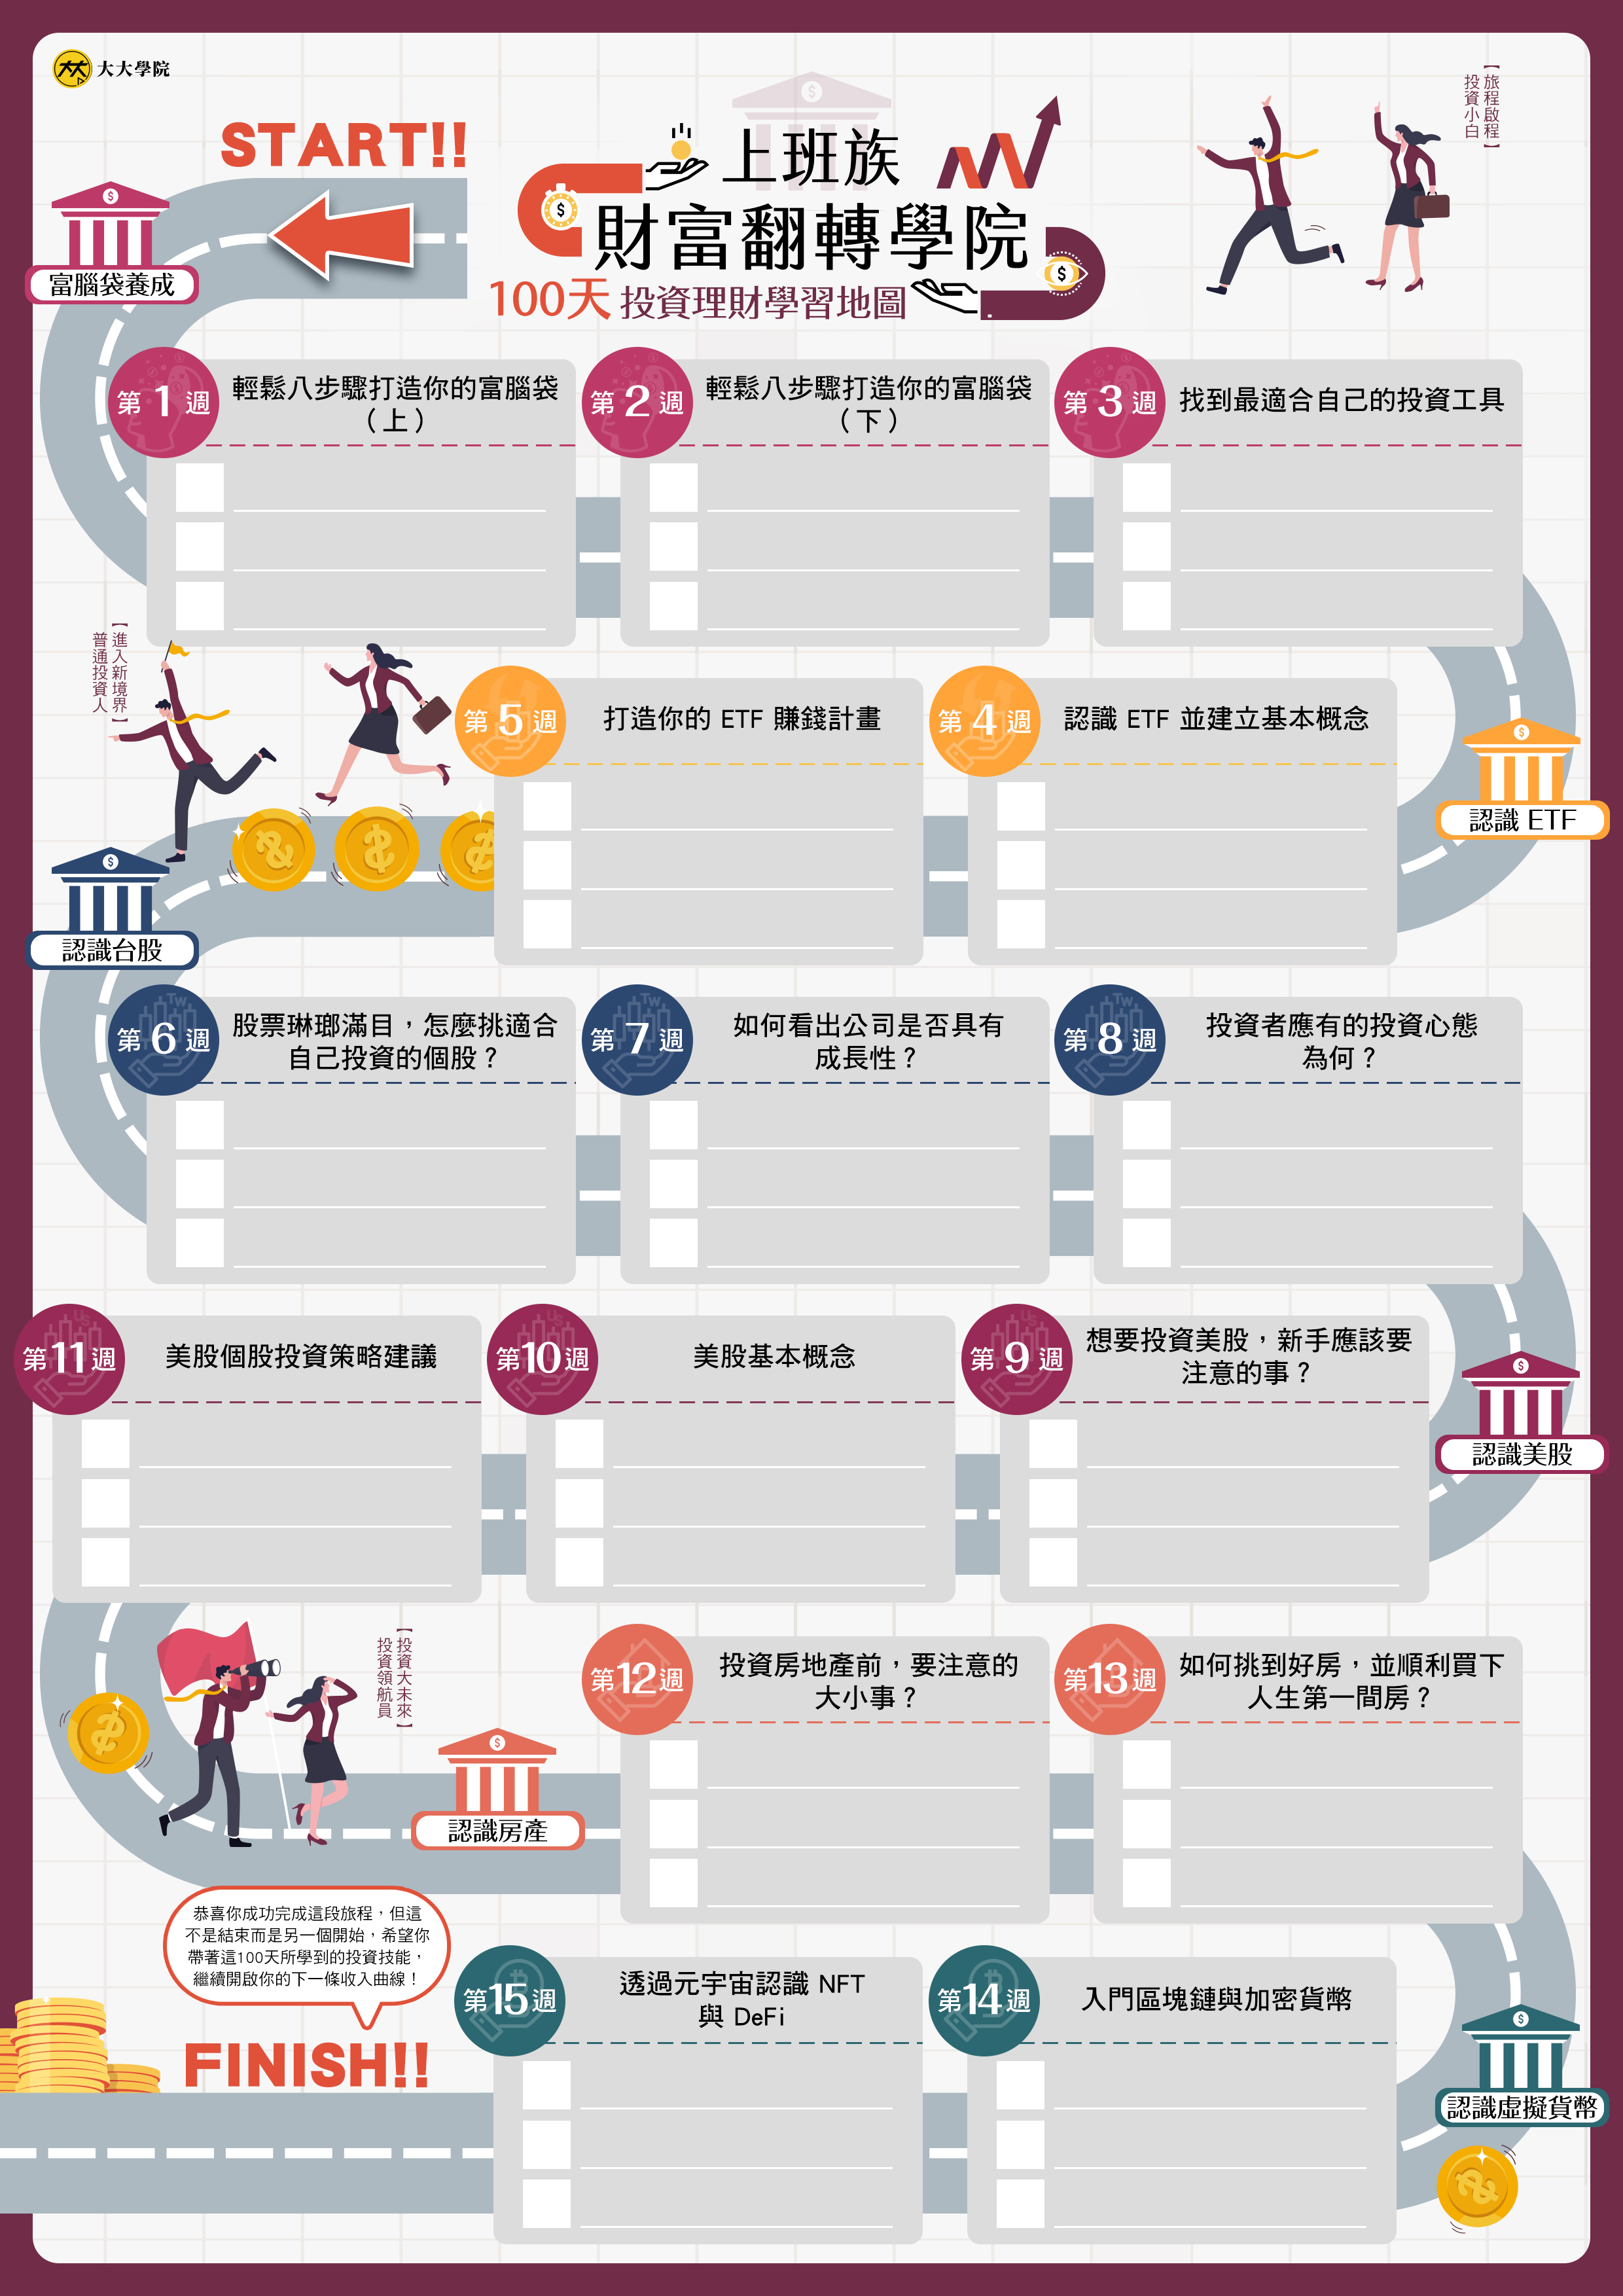 大大學院
START!!
上班族
財富翻轉學院
100天 投資理財學習地圖
【旅程啟程】
投資小白
富腦袋養成
第 1 週
輕鬆八步驟打造你的富腦袋
（上）
第 2 週
輕鬆八步驟打造你的富腦袋
（下）
第 3 週
找到最適合自己的投資工具
【進入新境界】
普通投資人
第 5 週
打造你的 ETF 賺錢計畫
第 4 週
認識 ETF 並建立基本概念
認識 ETF
認識台股
第 6 週
股票琳瑯滿目，怎麼挑適合
自己投資的個股？
第 7 週
如何看出公司是否具有
成長性？
第 8 週
投資者應有的投資心態
為何？
第11週
美股個股投資策略建議
第10週
美股基本概念
第 9 週
想要投資美股，新手應該要
注意的事？
認識美股
【投資大未來】
投資領航員
認識房產
第12週
投資房地產前，要注意的
大小事？
第13週
如何挑到好房，並順利買下
人生第一間房？
恭喜你成功完成這段旅程，但這
不是結束而是另一個開始，希望你
帶著這100天所學到的投資技能，
繼續開啟你的下一條收入曲線！
FINISH!!
第15週
透過元宇宙認識 NFT
與 DeFi
第14週
入門區塊鏈與加密貨幣
認識虛擬貨幣